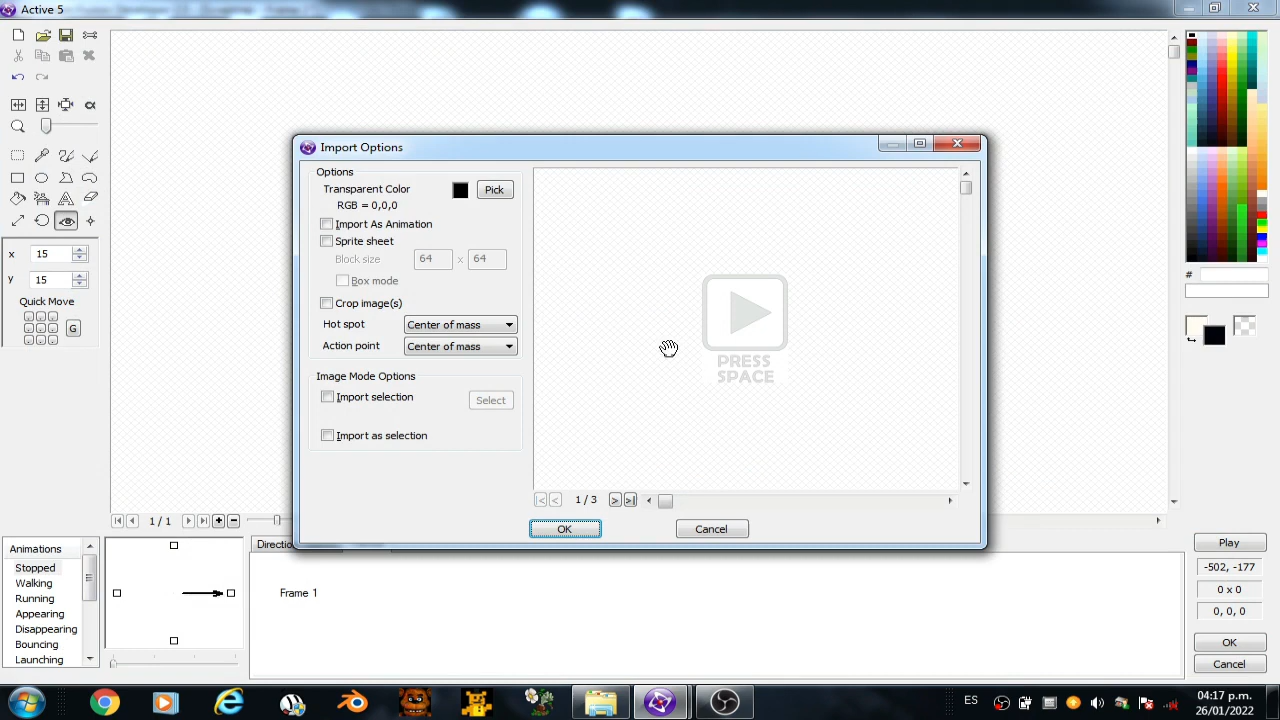 Active 5
Import Options
Options
Transparent Color
Pick
RGB = 0,0,0
Import As Animation
Sprite sheet
Block size
64
x
64
Box mode
Crop image(s)
Hot spot
Center of mass
Action point
Center of mass
Image Mode Options
Import selection
Select
Import as selection
PRESS
SPACE
1 / 3
OK
Cancel
α
x
15
y
15
Quick Move
G
#
1 / 1
Animations
Stopped
Walking
Running
Appearing
Disappearing
Bouncing
Launching
Frame 1
Play
-502, -177
0 x 0
0, 0, 0
OK
Cancel
ES
04:17 p.m.
26/01/2022